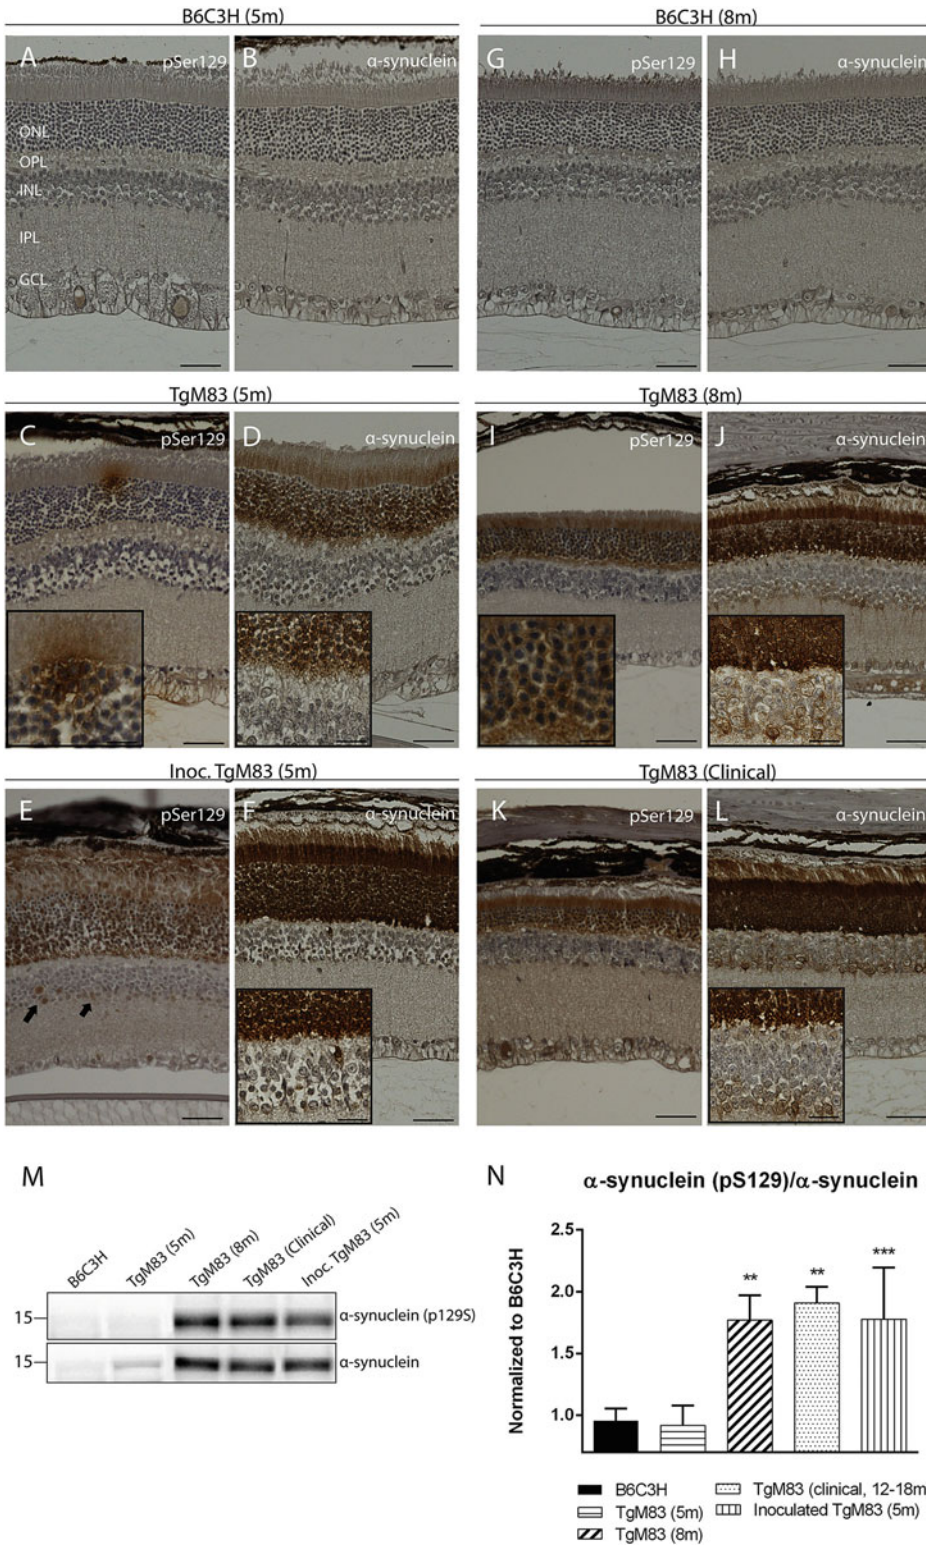 B6C3H (5m)
B6C3H (8m)
A
pSer129
B
α-synuclein
G
pSer129
H
α-synuclein
ONL
OPL
INL
IPL
GCL
TgM83 (5m)
TgM83 (8m)
C
pSer129
D
α-synuclein
I
pSer129
J
α-synuclein
Inoc. TgM83 (5m)
TgM83 (Clinical)
E
pSer129
F
α-synuclein
K
pSer129
L
α-synuclein
M
B6C3H
TgM83 (5m)
TgM83 (8m)
TgM83 (Clinical)
Inoc. TgM83 (5m)
15
α-synuclein (p129S)
15
α-synuclein
N
α-synuclein (pS129)/α-synuclein
Normalized to B6C3H
2.5
2.0
1.5
1.0
**
**
***
B6C3H
TgM83 (5m)
TgM83 (8m)
TgM83 (clinical, 12-18m
Inoculated TgM83 (5m)